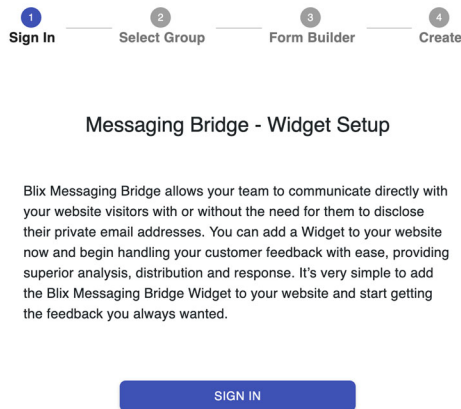 1 2 3 4
Sign In Select Group Form Builder Create
Messaging Bridge - Widget Setup
Blix Messaging Bridge allows your team to communicate directly with
your website visitors with or without the need for them to disclose
their private email addresses. You can add a Widget to your website
now and begin handling your customer feedback with ease, providing
superior analysis, distribution and response. It’s very simple to add
the Blix Messaging Bridge Widget to your website and start getting
the feedback you always wanted.
SIGN IN